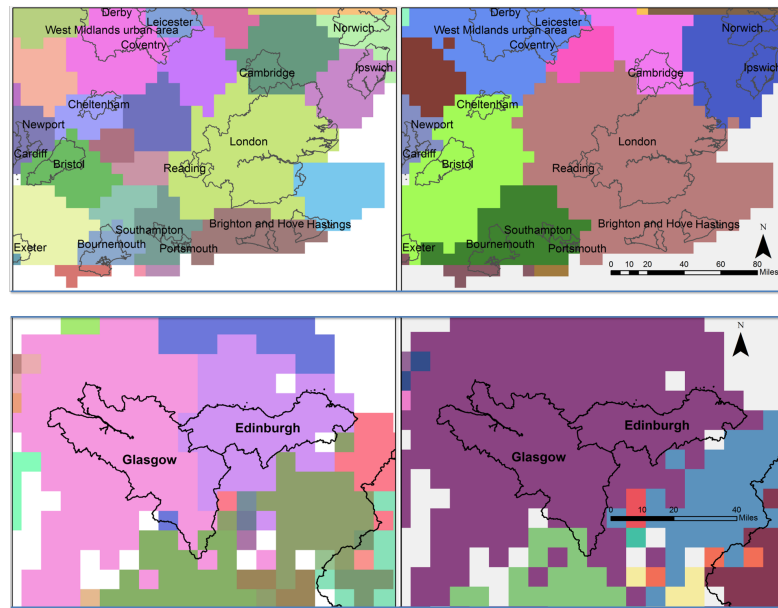 Derby
Leicester
West Midlands urban area
Norwich
Coventry
Cambridge
Ipswich
Cheltenham
Newport
London
Cardiff
Bristol
Reading
Southampton
Brighton and Hove Hastings
Exeter
Bournemouth
Portsmouth
Derby
Leicester
West Midlands urban area
Norwich
Coventry
Cambridge
Ipswich
Cheltenham
Newport
London
Cardiff
Bristol
Reading
Southampton
Brighton and Hove Hastings
N
Exeter
Bournemouth
Portsmouth
0 10 20 40 60 80
Miles
Edinburgh
Glasgow
N
Edinburgh
Glasgow
0 10 20 40
Miles